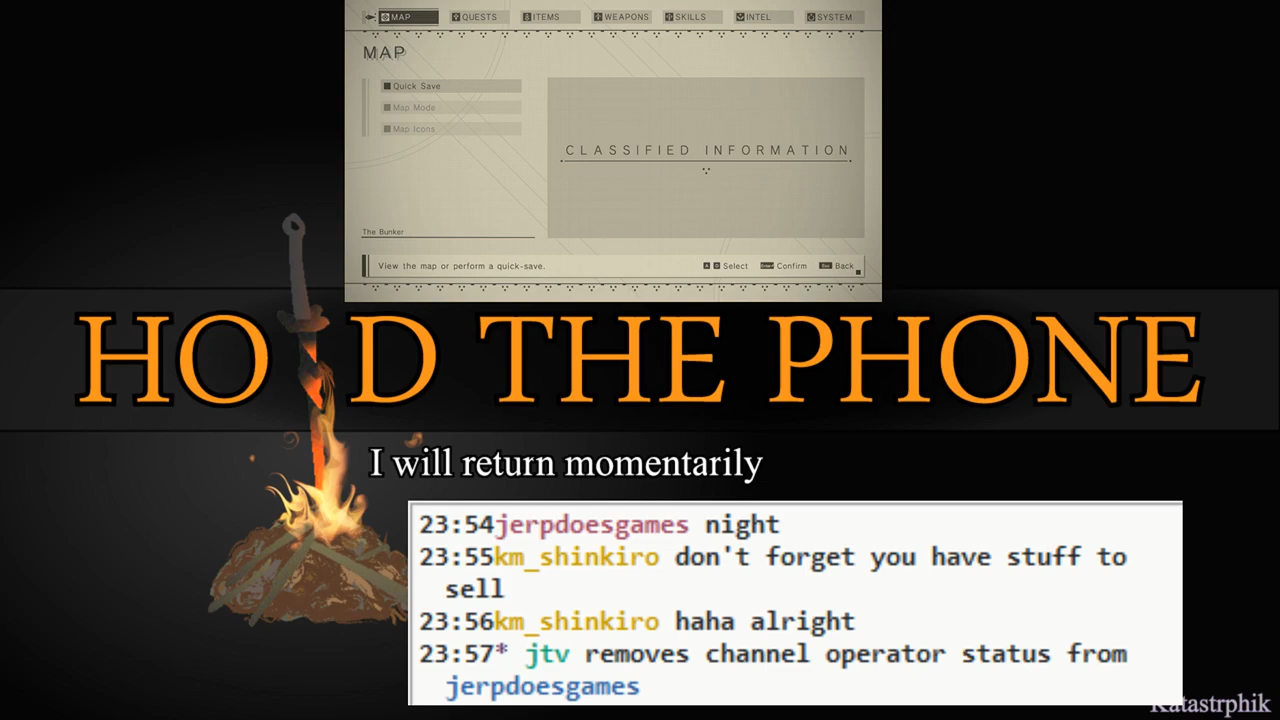 MAP QUESTS ITEMS WEAPONS SKILLS INTEL SYSTEM
MAP
Quick Save
Map Mode
Map Icons
CLASSIFIED INFORMATION
The Bunker
View the map or perform a quick-save. A D Select Enter Confirm Esc Back
HO D THE PHONE
I will return momentarily
23:54jerpdoesgames night
23:55km_shinkiro don't forget you have stuff to
sell
23:56km_shinkiro haha alright
23:57* jtv removes channel operator status from
jerpdoesgames
Katastrphik